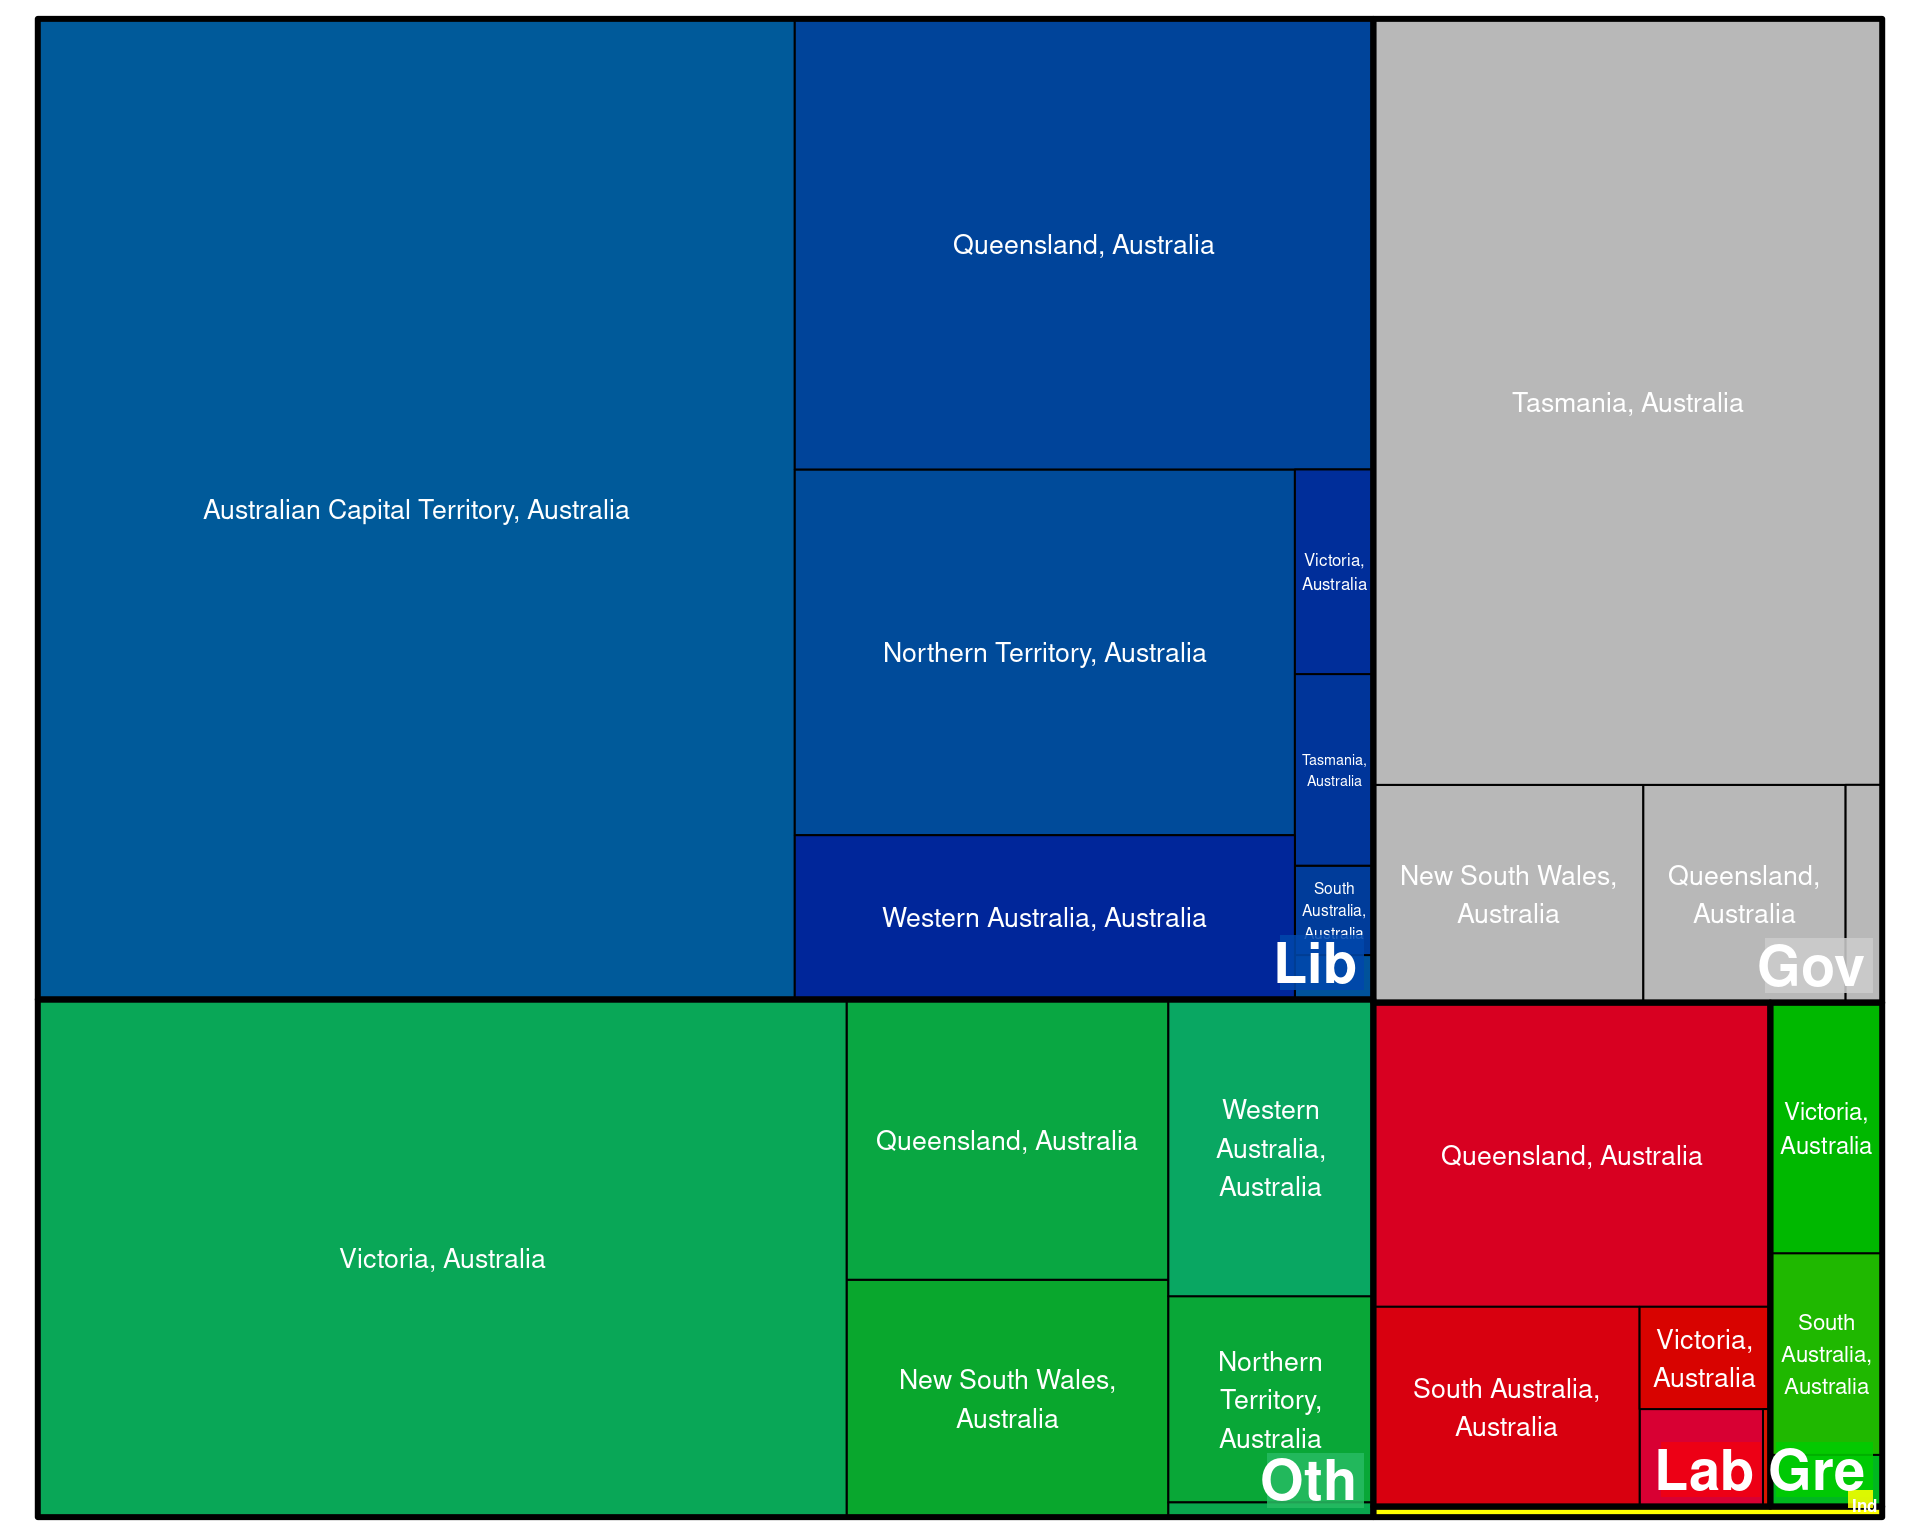 Australian Capital Territory, Australia
Queensland, Australia
Northern Territory, Australia
Victoria,
Australia
Tasmania,
Australia
Western Australia, Australia
South
Australia,
Australia
Lib
Tasmania, Australia
New South Wales,
Australia
Queensland,
Australia
Gov
Victoria, Australia
Queensland, Australia
New South Wales,
Australia
Western
Australia,
Australia
Northern
Territory,
Australia
Oth
Queensland, Australia
South Australia,
Australia
Victoria,
Australia
Lab
Victoria,
Australia
South
Australia,
Australia
Gre
Ind